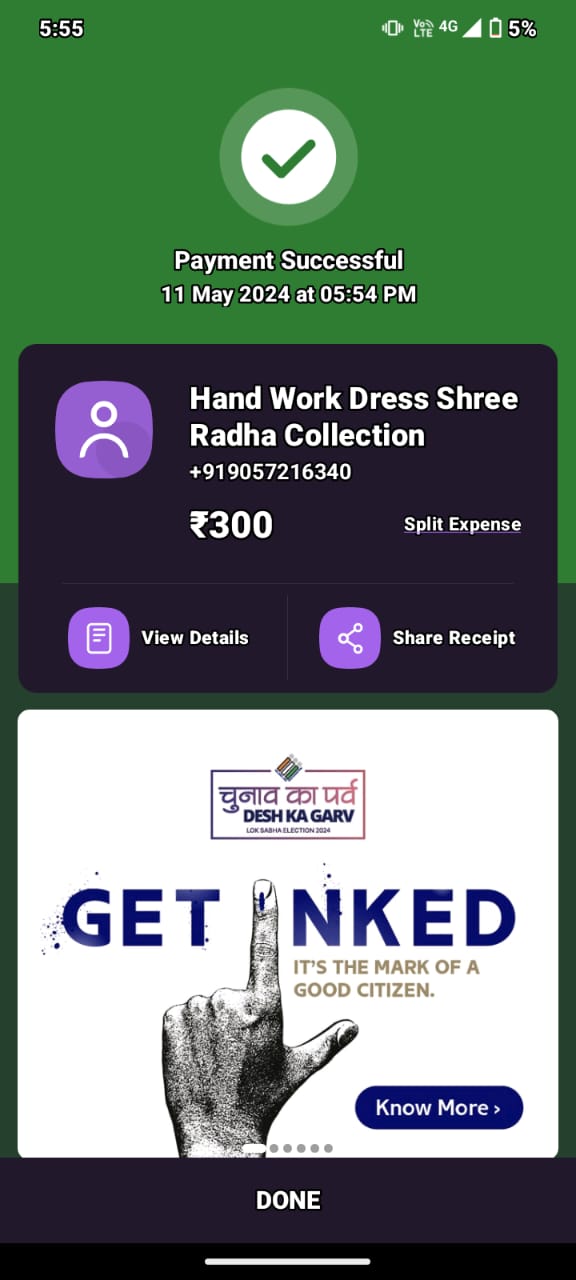 5:55
Vo LTE 4G 5%
Payment Successful
11 May 2024 at 05:54 PM
Hand Work Dress Shree
Radha Collection
+919057216340
₹300
Split Expense
View Details
Share Receipt
चुनाव का पर्व
DESH KA GARV
LOK SABHA ELECTION 2024
GET INKED
IT'S THE MARK OF A
GOOD CITIZEN.
Know More ›
DONE